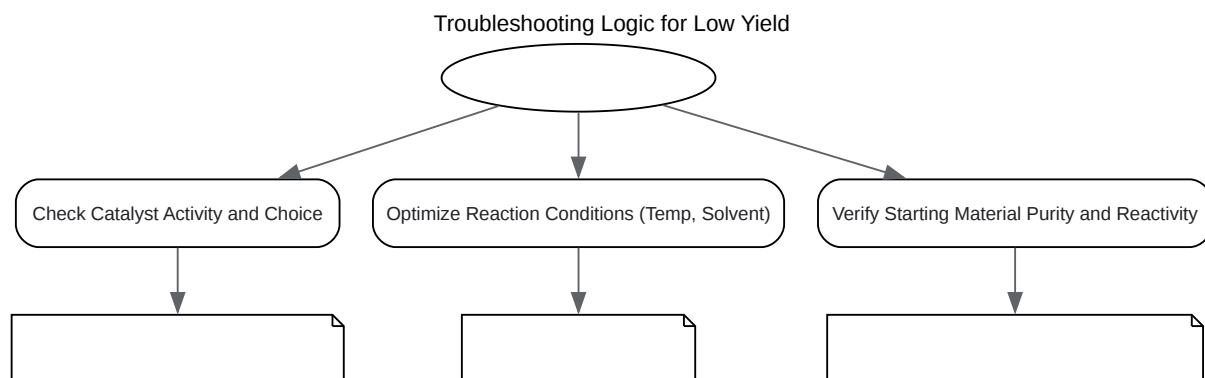 Troubleshooting Logic for Low Yield
Check Catalyst Activity and Choice
Optimize Reaction Conditions (Temp, Solvent)
Verify Starting Material Purity and Reactivity